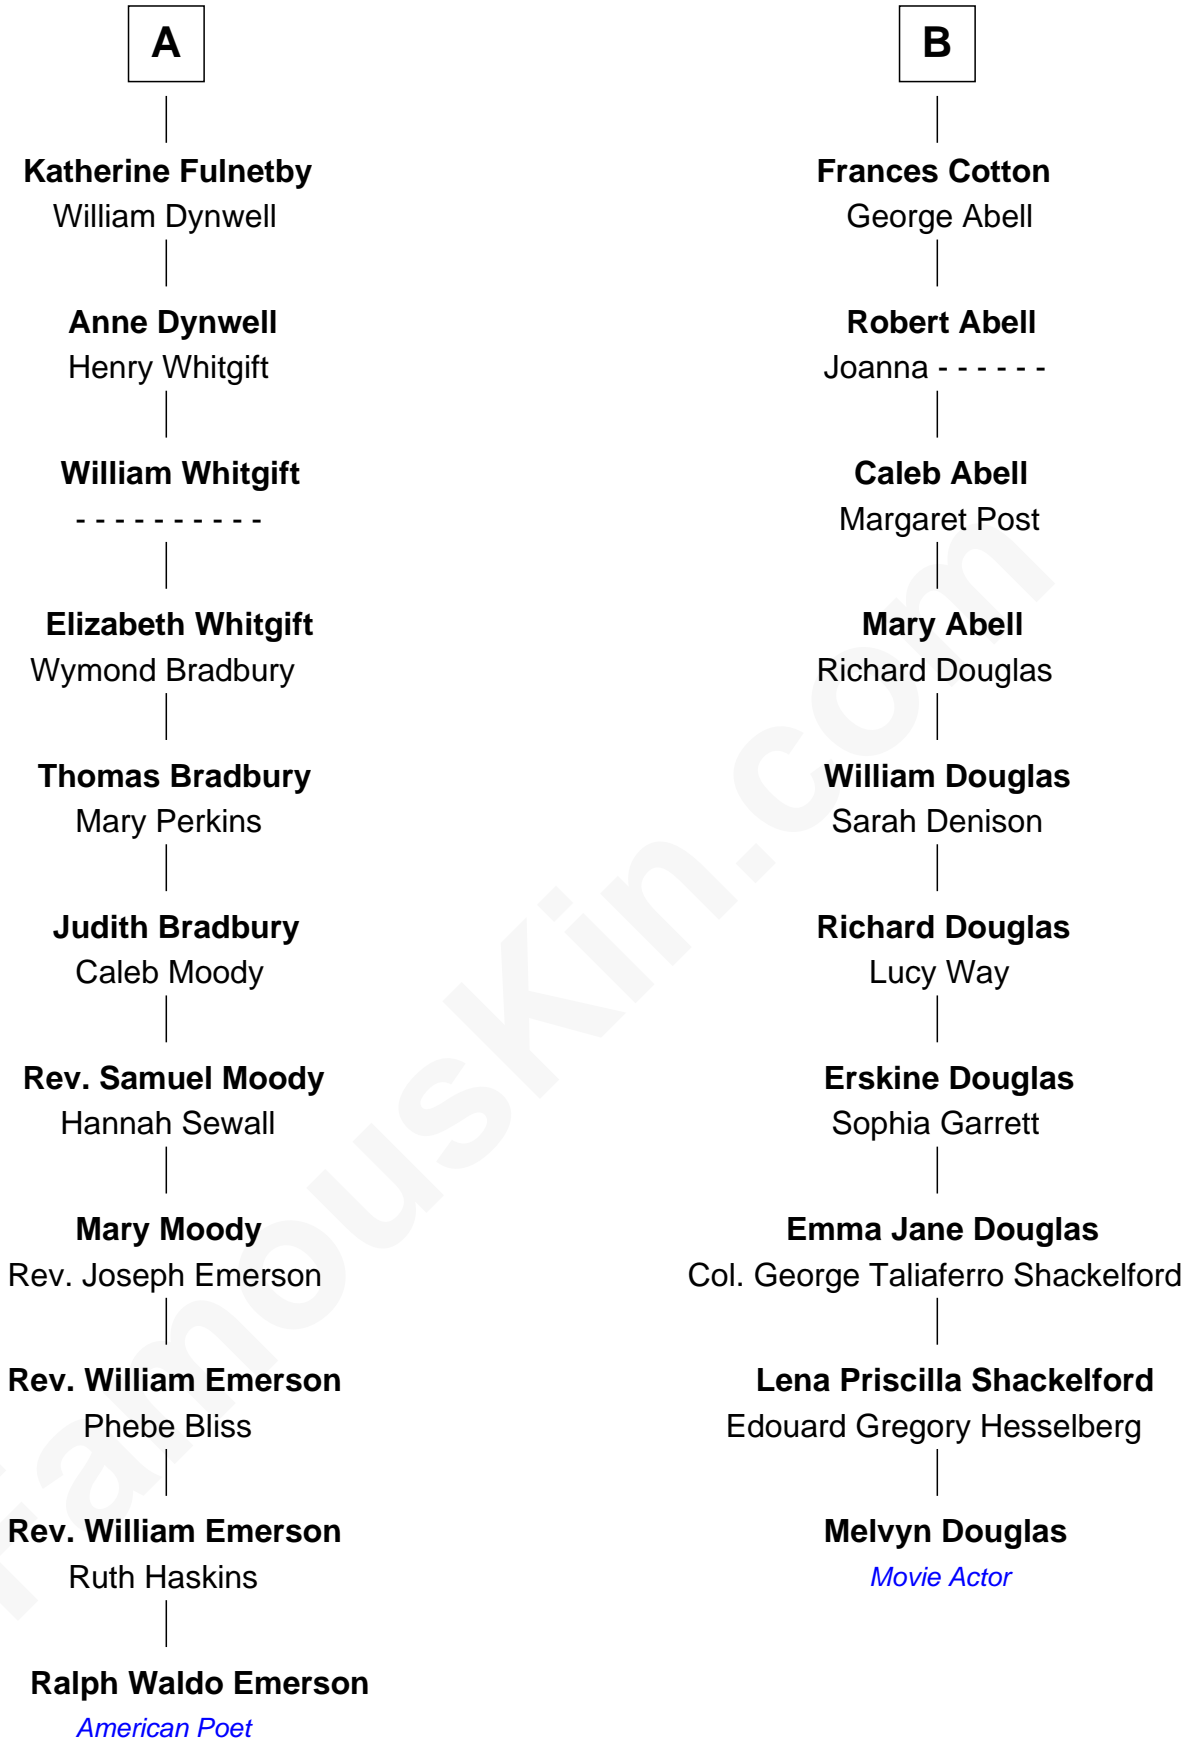 A
Katherine Fulnetby
William Dynwell
Anne Dynwell
Henry Whitgift
William Whitgift
- - - - - - - - - -
Elizabeth Whitgift
Wymond Bradbury
Thomas Bradbury
Mary Perkins
Judith Bradbury
Caleb Moody
Rev. Samuel Moody
Hannah Sewall
Mary Moody
Rev. Joseph Emerson
Rev. William Emerson
Phebe Bliss
Rev. William Emerson
Ruth Haskins
Ralph Waldo Emerson
American Poet
B
Frances Cotton
George Abell
Robert Abell
Joanna - - - - - -
Caleb Abell
Margaret Post
Mary Abell
Richard Douglas
William Douglas
Sarah Denison
Richard Douglas
Lucy Way
Erskine Douglas
Sophia Garrett
Emma Jane Douglas
Col. George Taliaferro Shackelford
Lena Priscilla Shackelford
Edouard Gregory Hesselberg
Melvyn Douglas
Movie Actor
FamousKin.com